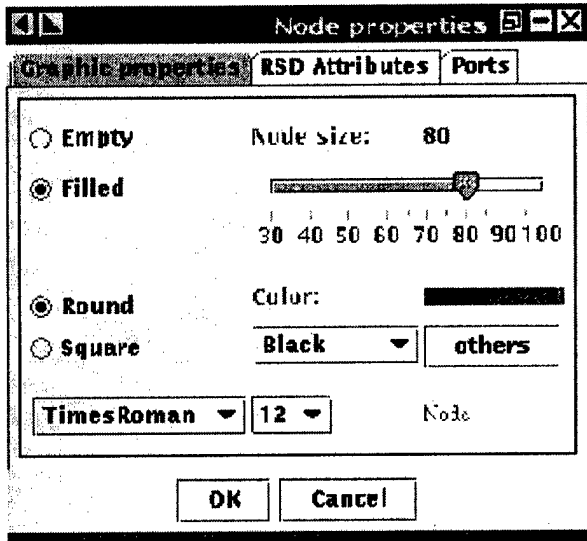 Node properties
Graphic properties RSD Attributes Ports
Empty Node size: 80
Filled
30 40 50 60 70 80 90 100
Round Color:
Square Black others
TimesRoman 12 Node
OK Cancel